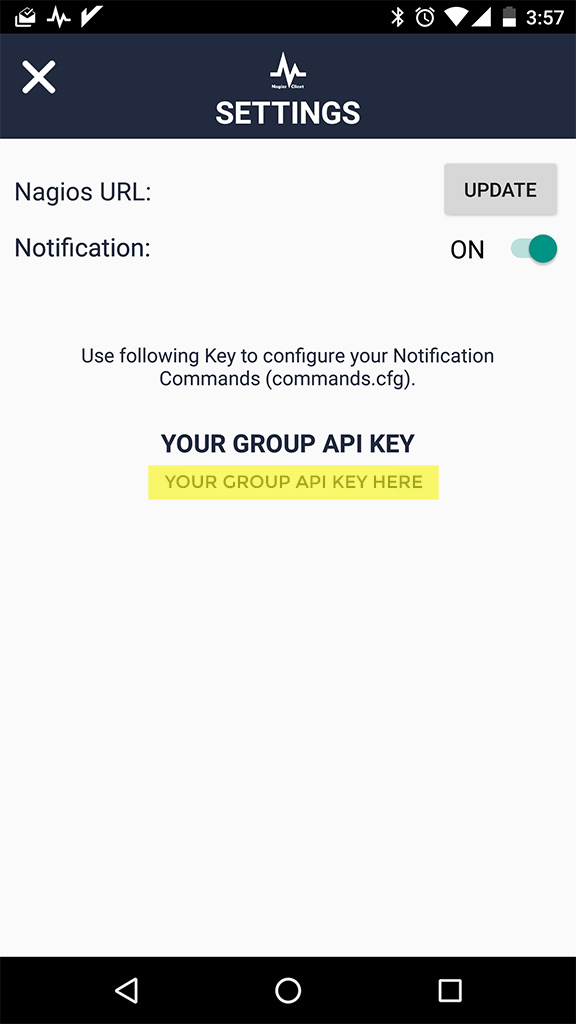 3:57
Nagios Client
SETTINGS
Nagios URL:
UPDATE
Notification:
ON
Use following Key to configure your Notification
Commands (commands.cfg).
YOUR GROUP API KEY
YOUR GROUP API KEY HERE